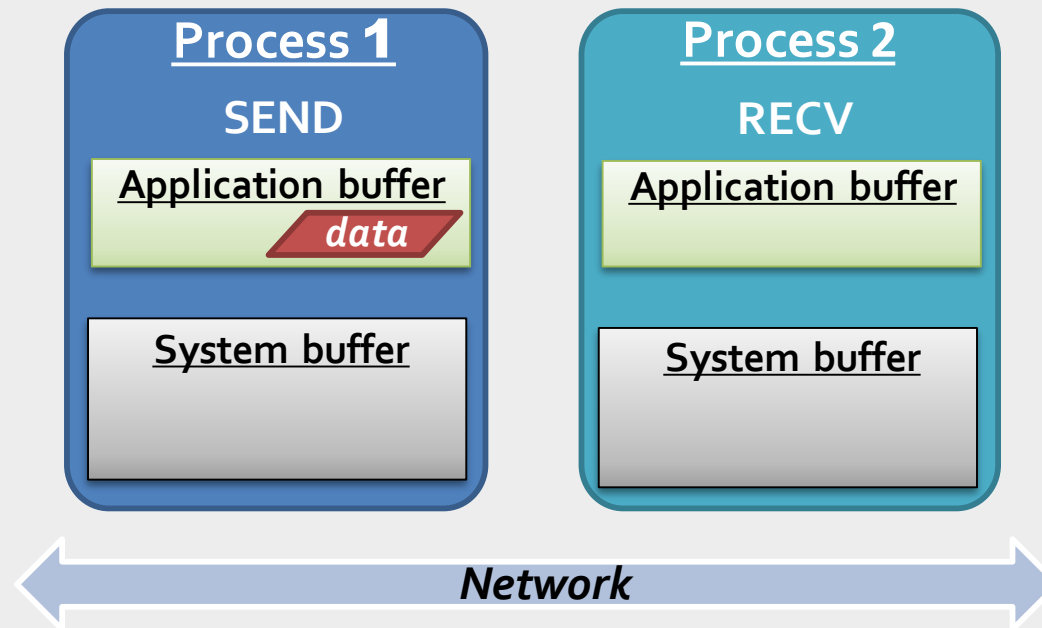 Process 1
SEND
Application buffer
data
System buffer
Process 2
RECV
Application buffer
System buffer
Network